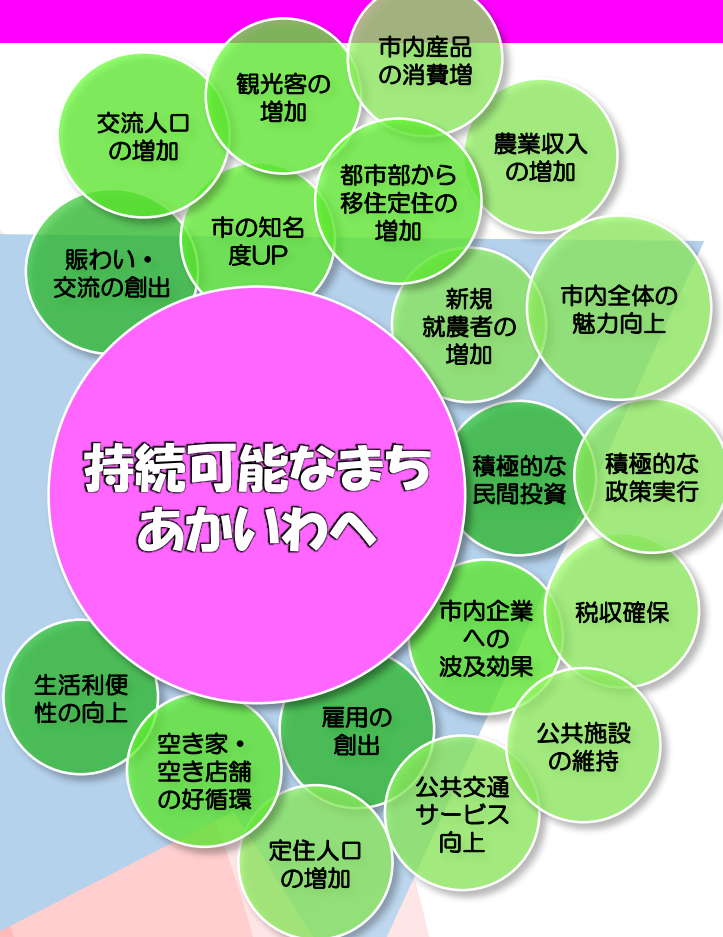 市内産品
の消費増
観光客の
増加
交流人口
の増加
農業収入
の増加
都市部から
移住定住の
増加
市の知名
度UP
賑わい・
交流の創出
新規
就農者の
増加
市内全体の
魅力向上
持続可能なまち
あかいわへ
積極的な
民間投資
積極的な
政策実行
市内企業
への
波及効果
税収確保
生活利便
性の向上
空き家・
空き店舗
の好循環
雇用の
創出
公共施設
の維持
公共交通
サービス
向上
定住人口
の増加